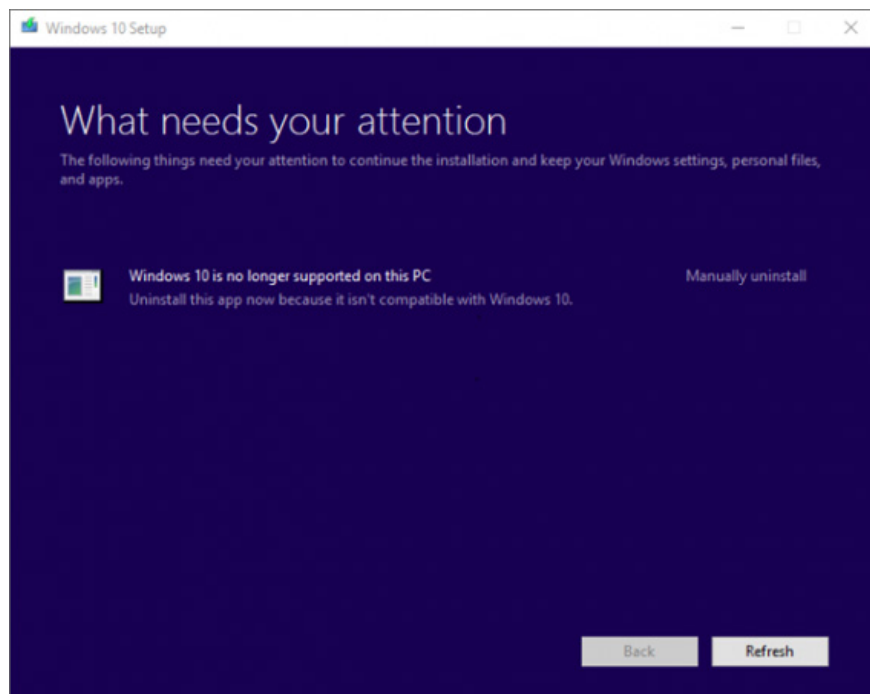 Windows 10 Setup
What needs your attention
The following things need your attention to continue the installation and keep your Windows settings, personal files,
and apps.
Windows 10 is no longer supported on this PC
Manually uninstall
Uninstall this app now because it isn't compatible with Windows 10.
Back
Refresh